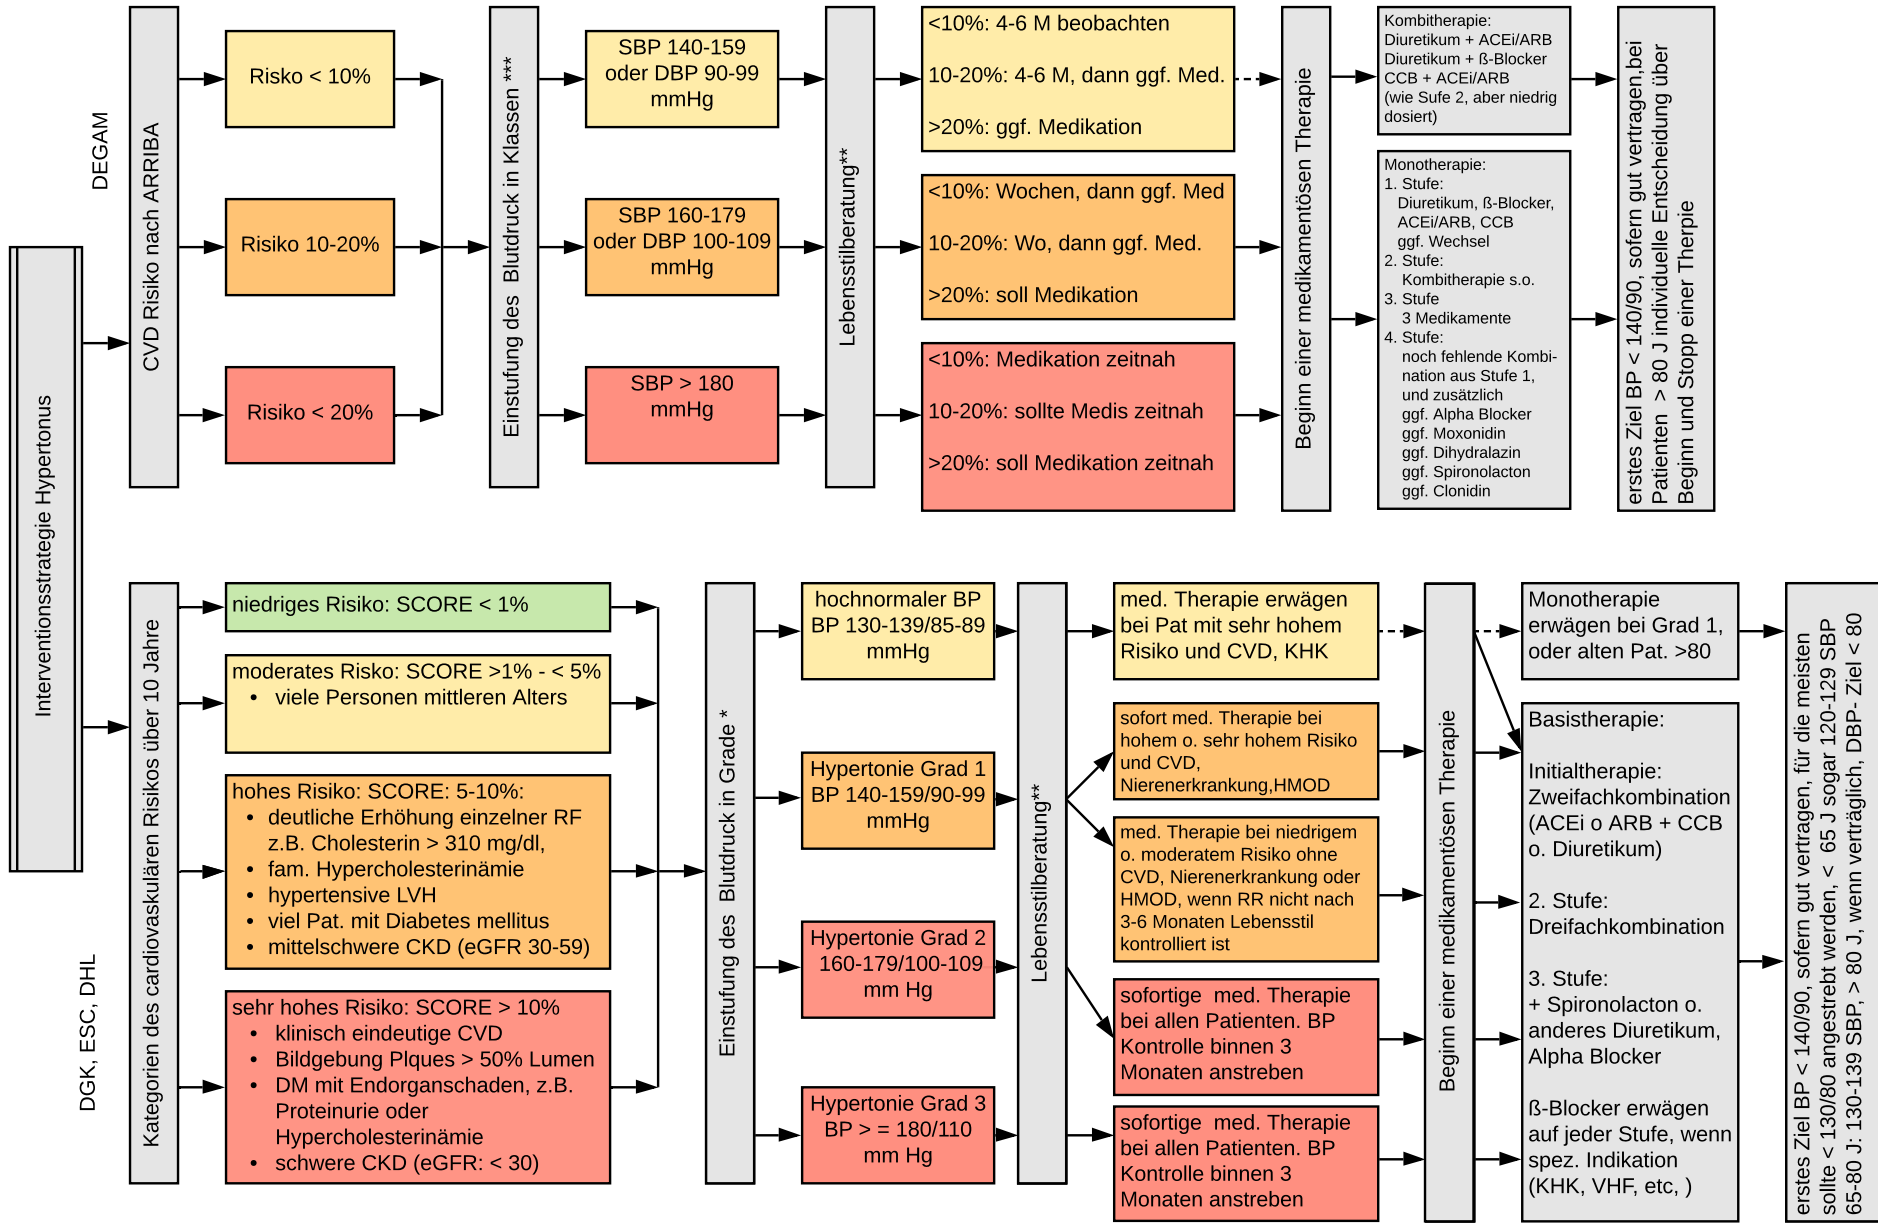 Interventionsstrategie Hypertonus
DEGAM
CVD Risiko nach ARRIBA
Risko < 10%
Risiko 10-20%
Risiko < 20%
Einstufung des Blutdruck in Klassen ***
SBP 140-159
oder DBP 90-99
mmHg
SBP 160-179
oder DBP 100-109
mmHg
SBP > 180
mmHg
Lebensstilberatung**
<10%: 4-6 M beobachten
10-20%: 4-6 M, dann ggf. Med.
>20%: ggf. Medikation
<10%: Wochen, dann ggf. Med
10-20%: Wo, dann ggf. Med.
>20%: soll Medikation
<10%: Medikation zeitnah
10-20%: sollte Medis zeitnah
>20%: soll Medikation zeitnah
Beginn einer medikamentösen Therapie
Kombitherapie:
Diuretikum + ACEi/ARB
Diuretikum + ß-Blocker
CCB + ACEi/ARB
(wie Sufe 2, aber niedrig
dosiert)
Monotherapie:
1. Stufe:
Diuretikum, ß-Blocker,
ACEi/ARB, CCB
ggf. Wechsel
2. Stufe:
Kombitherapie s.o.
3. Stufe
3 Medikamente
4. Stufe:
noch fehlende Kombi-
nation aus Stufe 1,
und zusätzlich
ggf. Alpha Blocker
ggf. Moxonidin
ggf. Dihydralazin
ggf. Spironolacton
ggf. Clonidin
erstes Ziel BP < 140/90, sofern gut vertragen,bei
Patienten > 80 J individuelle Entscheidung über
Beginn und Stopp einer Therpie
DGK, ESC, DHL
Kategorien des cardiovaskulären Risikos über 10 Jahre
niedriges Risiko: SCORE < 1%
moderates Risko: SCORE >1% - < 5%
• viele Personen mittleren Alters
hohes Risiko: SCORE: 5-10%:
• deutliche Erhöhung einzelner RF
z.B. Cholesterin > 310 mg/dl,
• fam. Hypercholesterinämie
• hypertensive LVH
• viel Pat. mit Diabetes mellitus
• mittelschwere CKD (eGFR 30-59)
sehr hohes Risiko: SCORE > 10%
• klinisch eindeutige CVD
• Bildgebung Plques > 50% Lumen
• DM mit Endorganschaden, z.B.
Proteinurie oder
Hypercholesterinämie
• schwere CKD (eGFR: < 30)
Einstufung des Blutdruck in Grade *
hochnormaler BP
BP 130-139/85-89
mmHg
Hypertonie Grad 1
BP 140-159/90-99
mmHg
Hypertonie Grad 2
160-179/100-109
mm Hg
Hypertonie Grad 3
BP > = 180/110
mm Hg
Lebensstilberatung**
med. Therapie erwägen
bei Pat mit sehr hohem
Risiko und CVD, KHK
sofort med. Therapie bei
hohem o. sehr hohem Risiko
und CVD,
Nierenerkrankung,HMOD
med. Therapie bei niedrigem
o. moderatem Risiko ohne
CVD, Nierenerkrankung oder
HMOD, wenn RR nicht nach
3-6 Monaten Lebensstil
kontrolliert ist
sofortige med. Therapie
bei allen Patienten. BP
Kontrolle binnen 3
Monaten anstreben
sofortige med. Therapie
bei allen Patienten. BP
Kontrolle binnen 3
Monaten anstreben
Beginn einer medikamentösen Therapie
Monotherapie
erwägen bei Grad 1,
oder alten Pat. >80
Basistherapie:
Initialtherapie:
Zweifachkombination
(ACEi o ARB + CCB
o. Diuretikum)
2. Stufe:
Dreifachkombination
3. Stufe:
+ Spironolacton o.
anderes Diuretikum,
Alpha Blocker
ß-Blocker erwägen
auf jeder Stufe, wenn
spez. Indikation
(KHK, VHF, etc, )
erstes Ziel BP < 140/90, sofern gut vertragen, für die meisten
sollte < 130/80 angestrebt werden, < 65 J sogar 120-129 SBP
65-80 J: 130-139 SBP, > 80 J, wenn verträglich, DBP- Ziel < 80